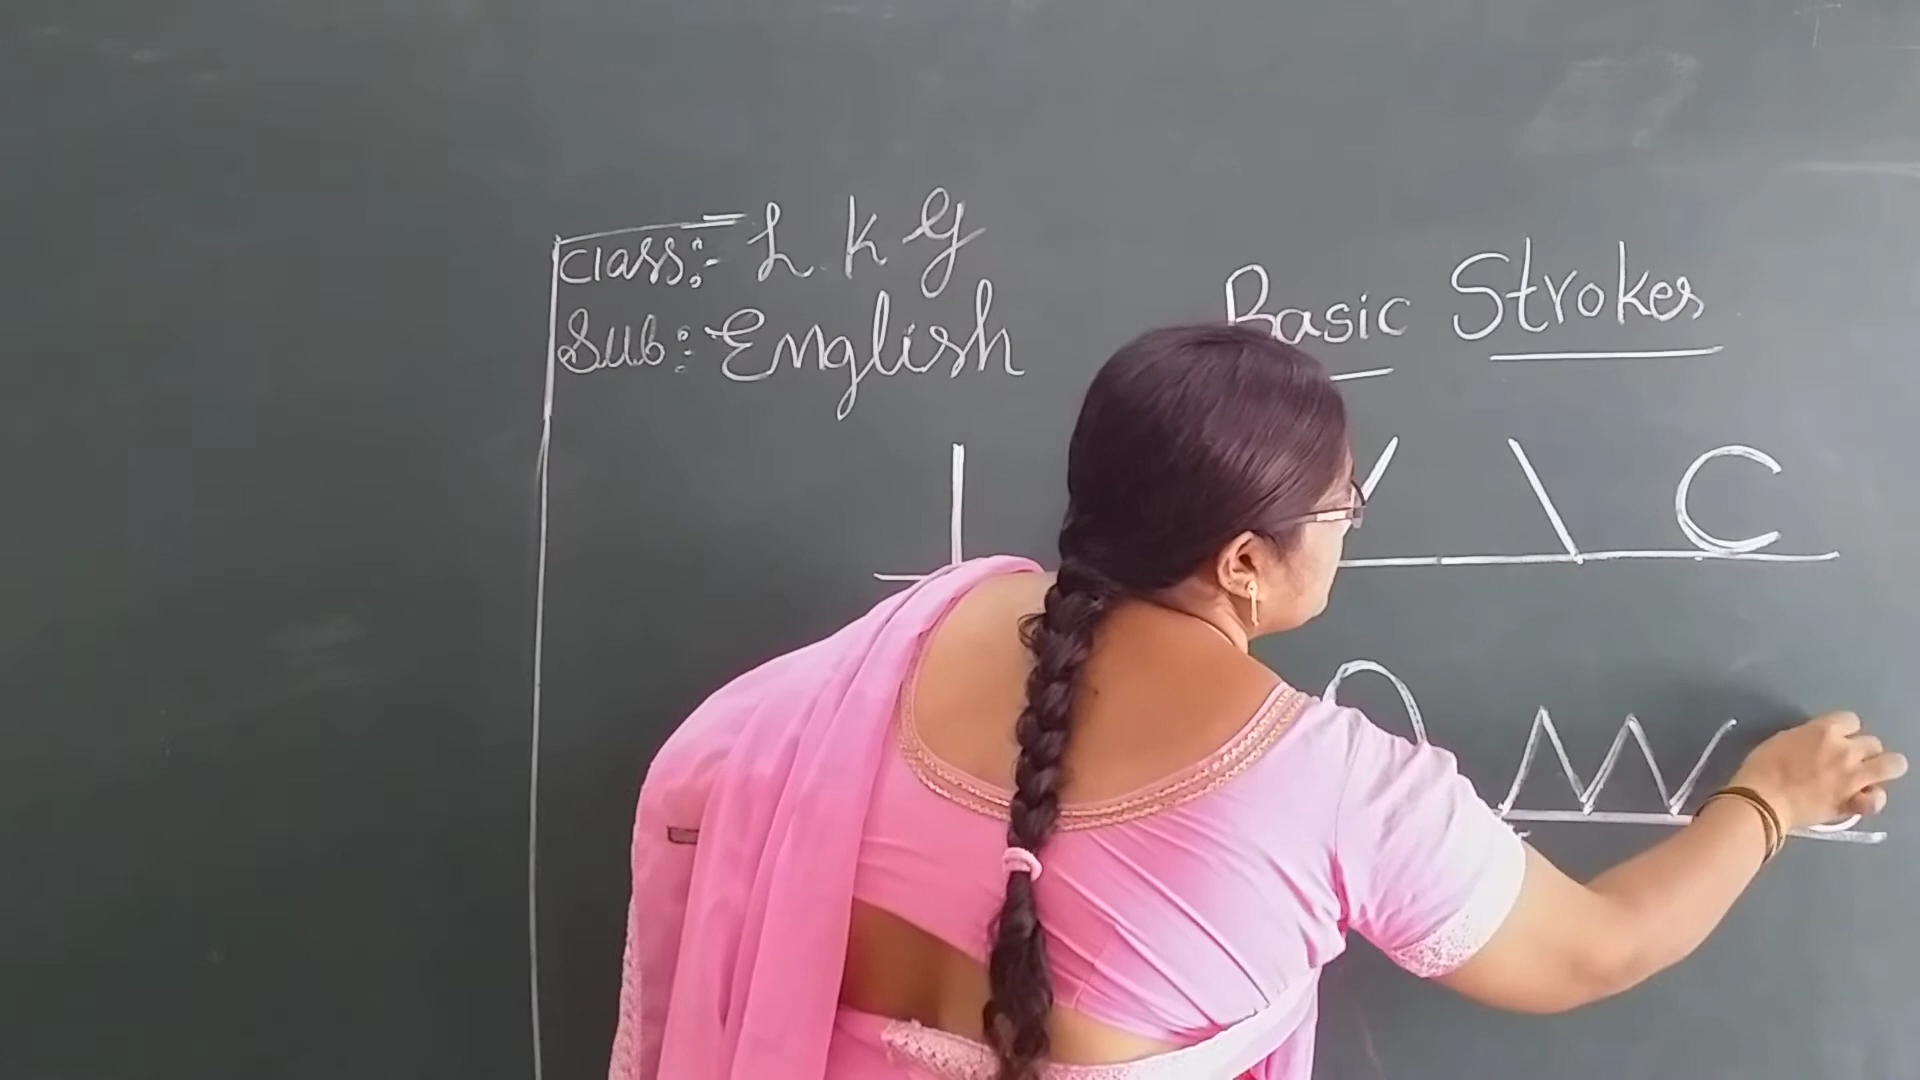 Class:- L K G
Sub:- English
Basic Strokes
| / \ C